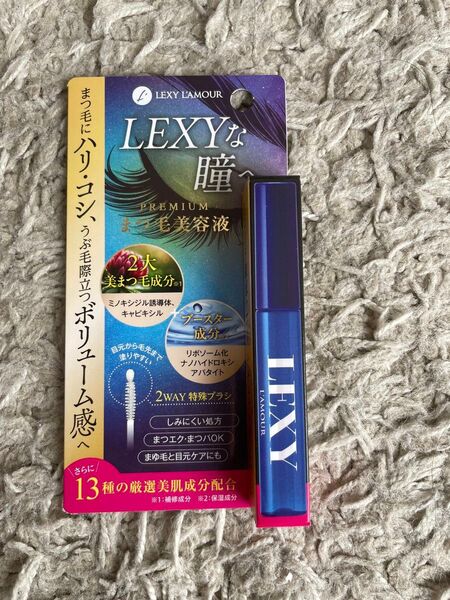 LEXY L'AMOUR
LEXYな
瞳へ
PREMIUM
まつ毛美容液
まつ毛にハリ・コシ、うぶ毛際立つボリューム感へ
2大
美まつ毛成分※1
ミノキシジル誘導体、
キャピキシル
ブースター
成分※2
リポソーム化
ナノハイドロキシ
アパタイト
目元から毛先まで
塗りやすい
2WAY 特殊ブラシ
しみにくい処方
まつエク・まつパOK
まゆ毛と目元ケアにも
さらに
13種の厳選美肌成分配合
※1：補修成分 ※2：保湿成分
LEXY
L'AMOUR